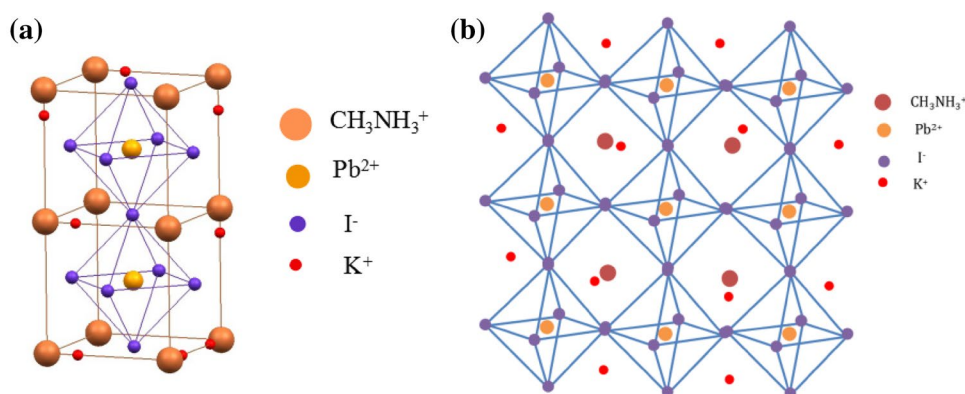 (a)
CH₃NH₃⁺
Pb²⁺
I⁻
K⁺
(b)
CH₃NH₃⁺
Pb²⁺
I⁻
K⁺